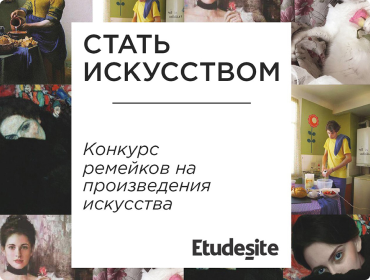 СТАТЬ
ИСКУССТВОМ
Конкурс
ремейков на
произведения
искусства
Etudesite